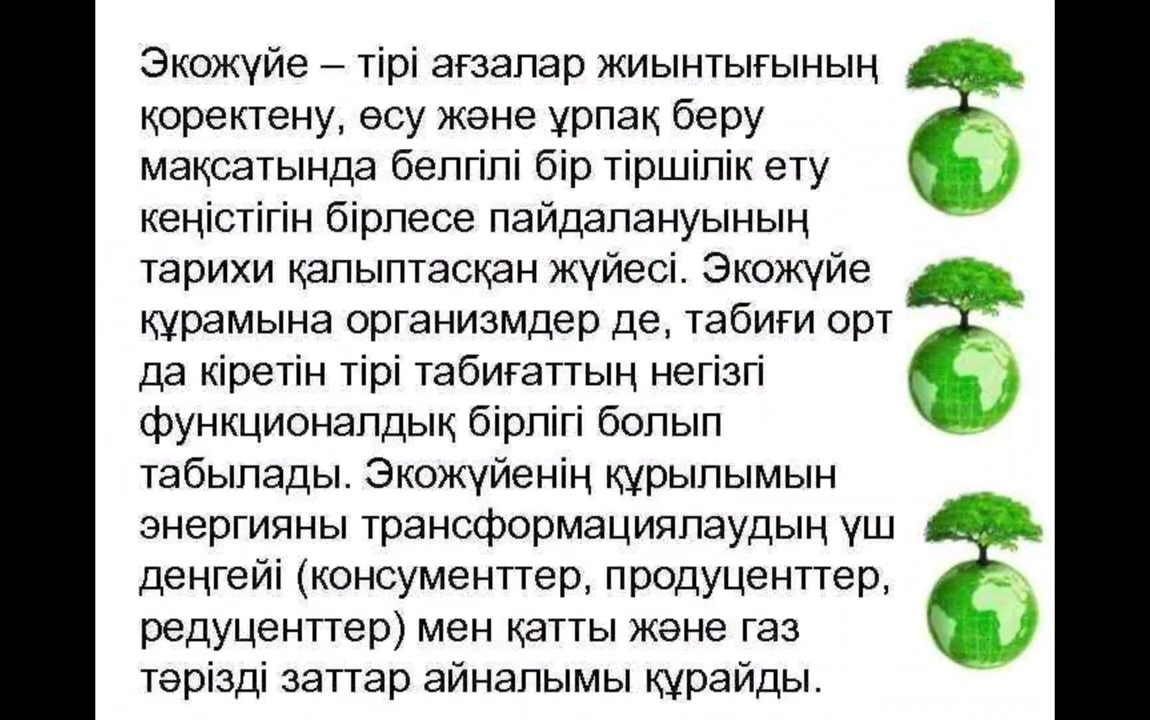 Экожүйе – тірі ағзалар жиынтығының
қоректену, өсу және ұрпақ беру
мақсатында белгілі бір тіршілік ету
кеңістігін бірлесе пайдалануының
тарихи қалыптасқан жүйесі. Экожүйе
құрамына организмдер де, табиғи орт
да кіретін тірі табиғаттың негізгі
функционалдық бірлігі болып
табылады. Экожүйенің құрылымын
энергияны трансформациялаудың үш
деңгейі (консументтер, продуценттер,
редуценттер) мен қатты және газ
тәрізді заттар айналымы құрайды.